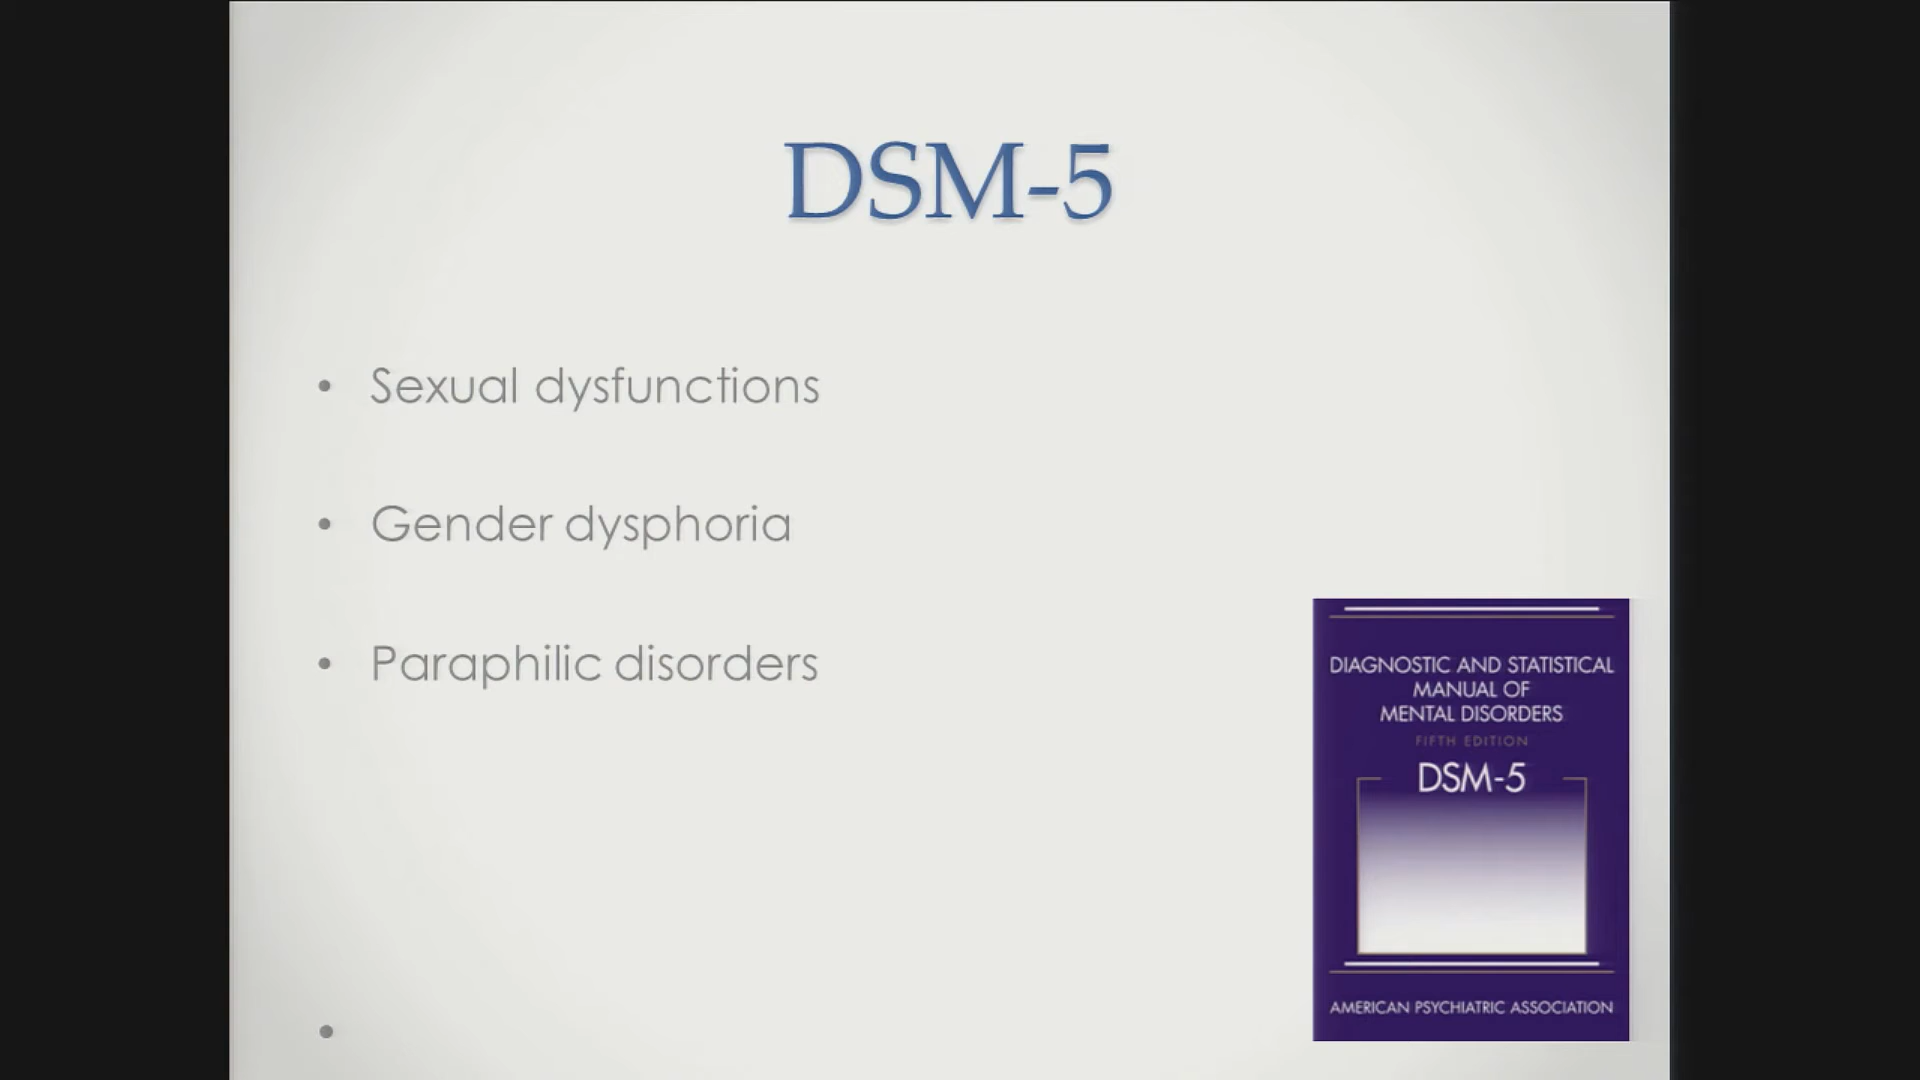 DSM-5
• Sexual dysfunctions
• Gender dysphoria
• Paraphilic disorders
•
DIAGNOSTIC AND STATISTICAL
MANUAL OF
MENTAL DISORDERS
FIFTH EDITION
DSM-5
AMERICAN PSYCHIATRIC ASSOCIATION